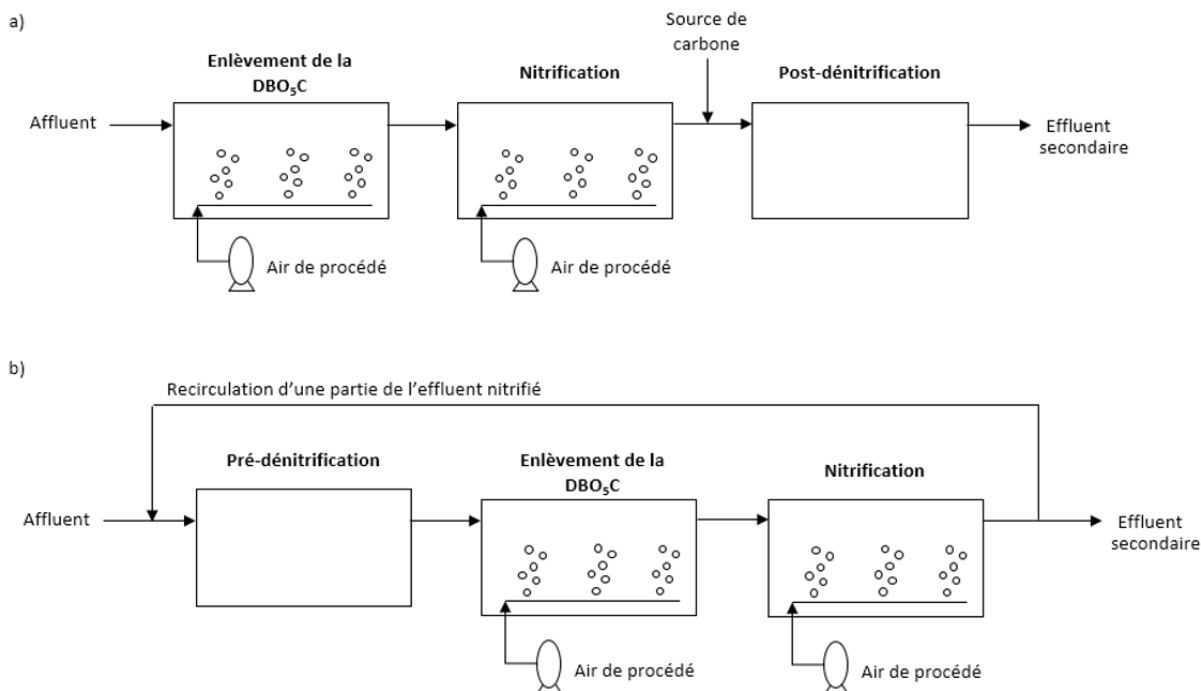 a)
Source de
carbone
Enlèvement de la
DBO₅C
Nitrification
Post-dénitrification
Affluent
Effluent
secondaire
Air de procédé
Air de procédé
b)
Recirculation d'une partie de l'effluent nitrifié
Pré-dénitrification
Enlèvement de la
DBO₅C
Nitrification
Affluent
Effluent
secondaire
Air de procédé
Air de procédé